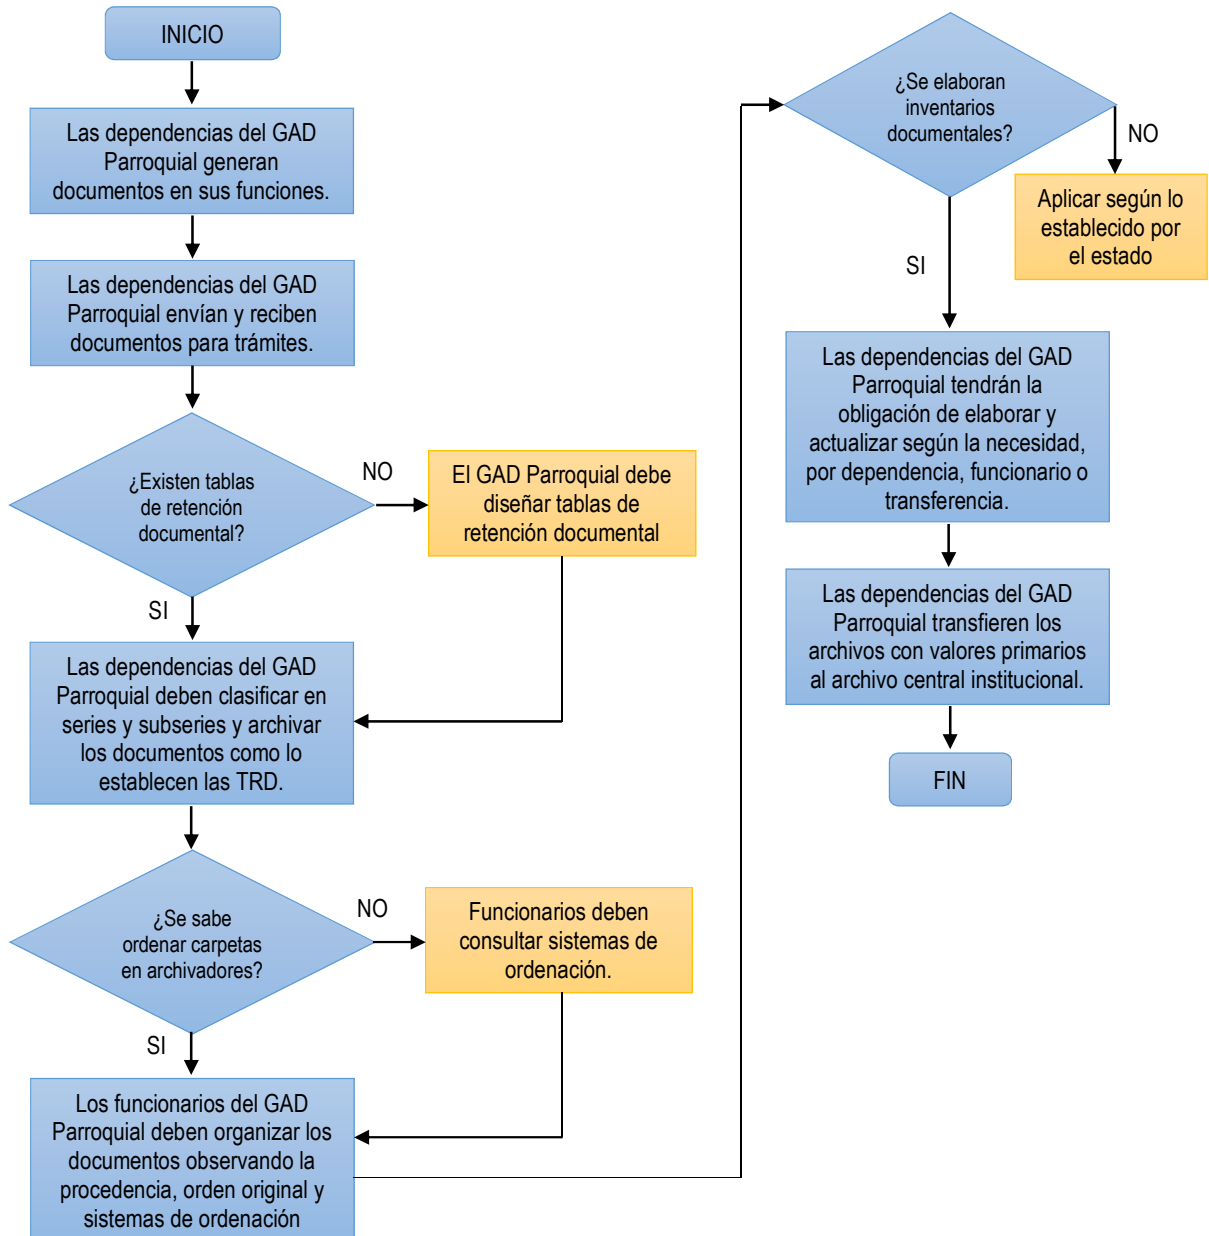 INICIO
Las dependencias del GAD
Parroquial generan
documentos en sus funciones.
Las dependencias del GAD
Parroquial envían y reciben
documentos para trámites.
¿Existen tablas
de retención
documental?
NO
El GAD Parroquial debe
diseñar tablas de
retención documental
SI
Las dependencias del GAD
Parroquial deben clasificar en
series y subseries y archivar
los documentos como lo
establecen las TRD.
¿Se sabe
ordenar carpetas
en archivadores?
NO
Funcionarios deben
consultar sistemas de
ordenación.
SI
Los funcionarios del GAD
Parroquial deben organizar los
documentos observando la
procedencia, orden original y
sistemas de ordenación
¿Se elaboran
inventarios
documentales?
NO
Aplicar según lo
establecido por
el estado
SI
Las dependencias del GAD
Parroquial tendrán la
obligación de elaborar y
actualizar según la necesidad,
por dependencia, funcionario o
transferencia.
Las dependencias del GAD
Parroquial transfieren los
archivos con valores primarios
al archivo central institucional.
FIN